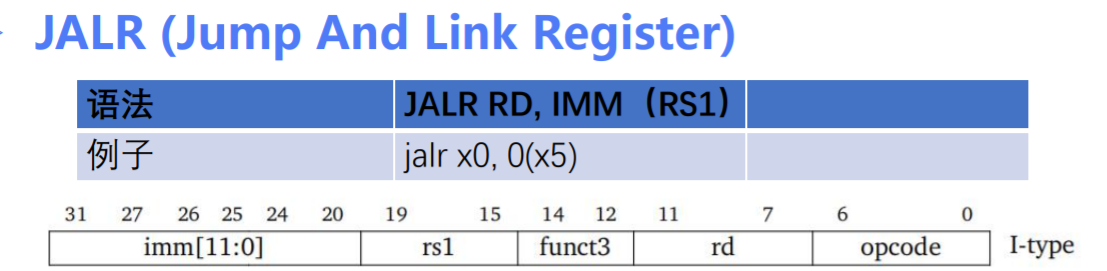 JALR (Jump And Link Register)
语法 JALR RD, IMM（RS1）
例子 jalr x0, 0(x5)
31 27 26 25 24 20 19 15 14 12 11 7 6 0
imm[11:0] rs1 funct3 rd opcode I-type